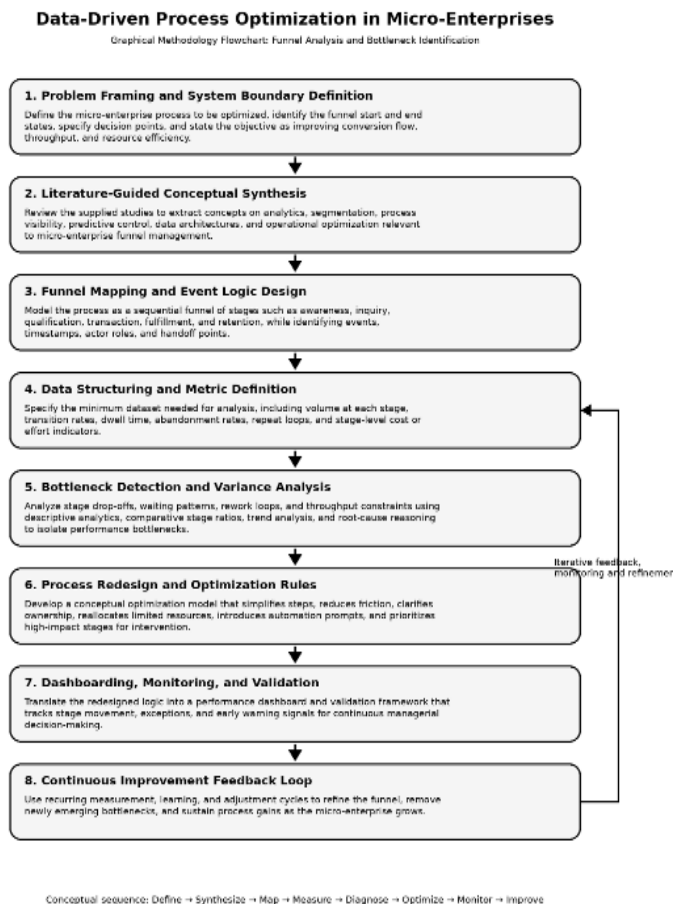 Data-Driven Process Optimization in Micro-Enterprises
Graphical Methodology Flowchart: Funnel Analysis and Bottleneck Identification
1. Problem Framing and System Boundary Definition
Define the micro-enterprise process to be optimized, identify the funnel start and end
states, specify decision points, and state the objective as improving conversion flow,
throughput, and resource efficiency.
2. Literature-Guided Conceptual Synthesis
Review the supplied studies to extract concepts on analytics, segmentation, process
visibility, predictive control, data architectures, and operational optimization relevant
to micro-enterprise funnel management.
3. Funnel Mapping and Event Logic Design
Model the process as a sequential funnel of stages such as awareness, inquiry,
qualification, transaction, fulfillment, and retention, while identifying events,
timestamps, actor roles, and handoff points.
4. Data Structuring and Metric Definition
Specify the minimum dataset needed for analysis, including volume at each stage,
transition rates, dwell time, abandonment rates, repeat loops, and stage-level cost or
effort indicators.
5. Bottleneck Detection and Variance Analysis
Analyze stage drop-offs, waiting patterns, rework loops, and throughput constraints using
descriptive analytics, comparative stage ratios, trend analysis, and root-cause reasoning
to isolate performance bottlenecks.
Iterative feedback,
monitoring and refinemen
6. Process Redesign and Optimization Rules
Develop a conceptual optimization model that simplifies steps, reduces friction, clarifies
ownership, reallocates limited resources, introduces automation prompts, and prioritizes
high-impact stages for intervention.
7. Dashboarding, Monitoring, and Validation
Translate the redesigned logic into a performance dashboard and validation framework that
tracks stage movement, exceptions, and early warning signals for continuous managerial
decision-making.
8. Continuous Improvement Feedback Loop
Use recurring measurement, learning, and adjustment cycles to refine the funnel, remove
newly emerging bottlenecks, and sustain process gains as the micro-enterprise grows.
Conceptual sequence: Define → Synthesize → Map → Measure → Diagnose → Optimize → Monitor → Improve